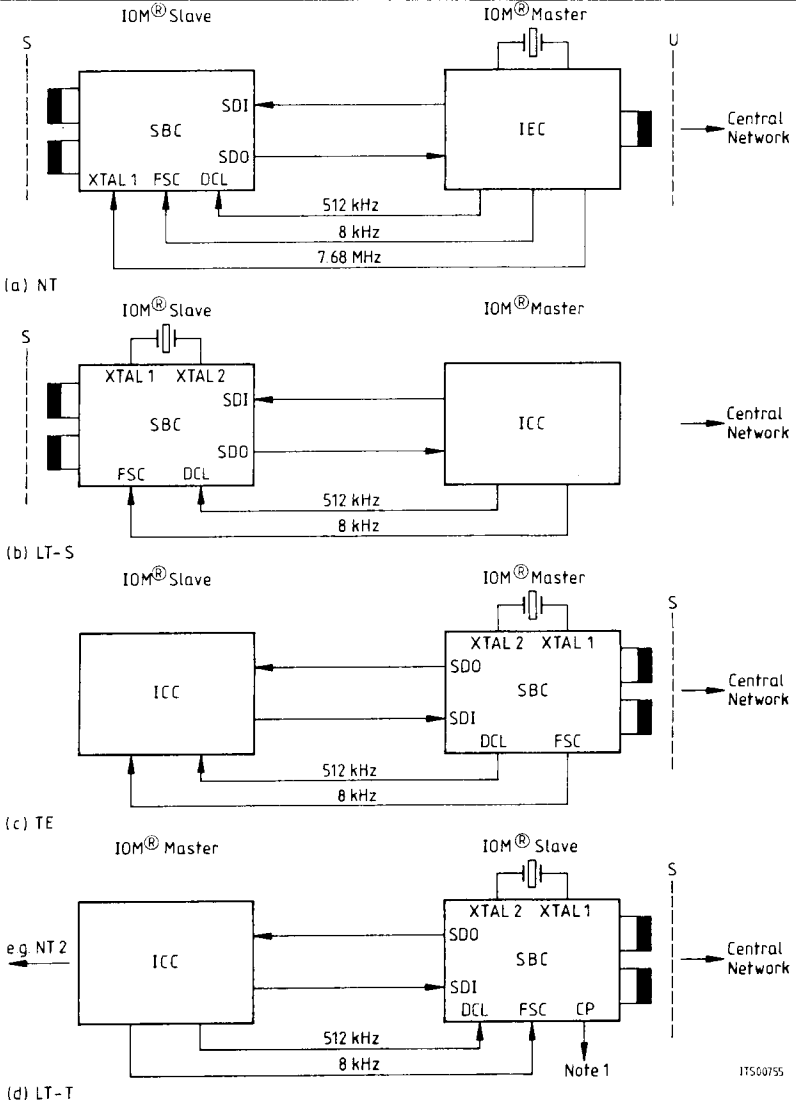 IOM® Slave
IOM® Master
S
U
SDI
SBC
IEC
Central
Network
SDO
XTAL 1 FSC DCL
512 kHz
8 kHz
7.68 MHz
(a) NT
IOM® Slave
IOM® Master
S
XTAL 1 XTAL 2
SDI
SBC
ICC
Central
Network
SDO
FSC DCL
512 kHz
8 kHz
(b) LT-S
IOM® Slave
IOM® Master
S
XTAL 2 XTAL 1
SDO
ICC
SBC
Central
Network
SDI
DCL FSC
512 kHz
8 kHz
(c) TE
IOM® Master
IOM® Slave
S
XTAL 2 XTAL 1
SDO
e.g. NT 2
ICC
SBC
Central
Network
SDI
DCL FSC CP
512 kHz
8 kHz
Note 1
ITS00755
(d) LT-T